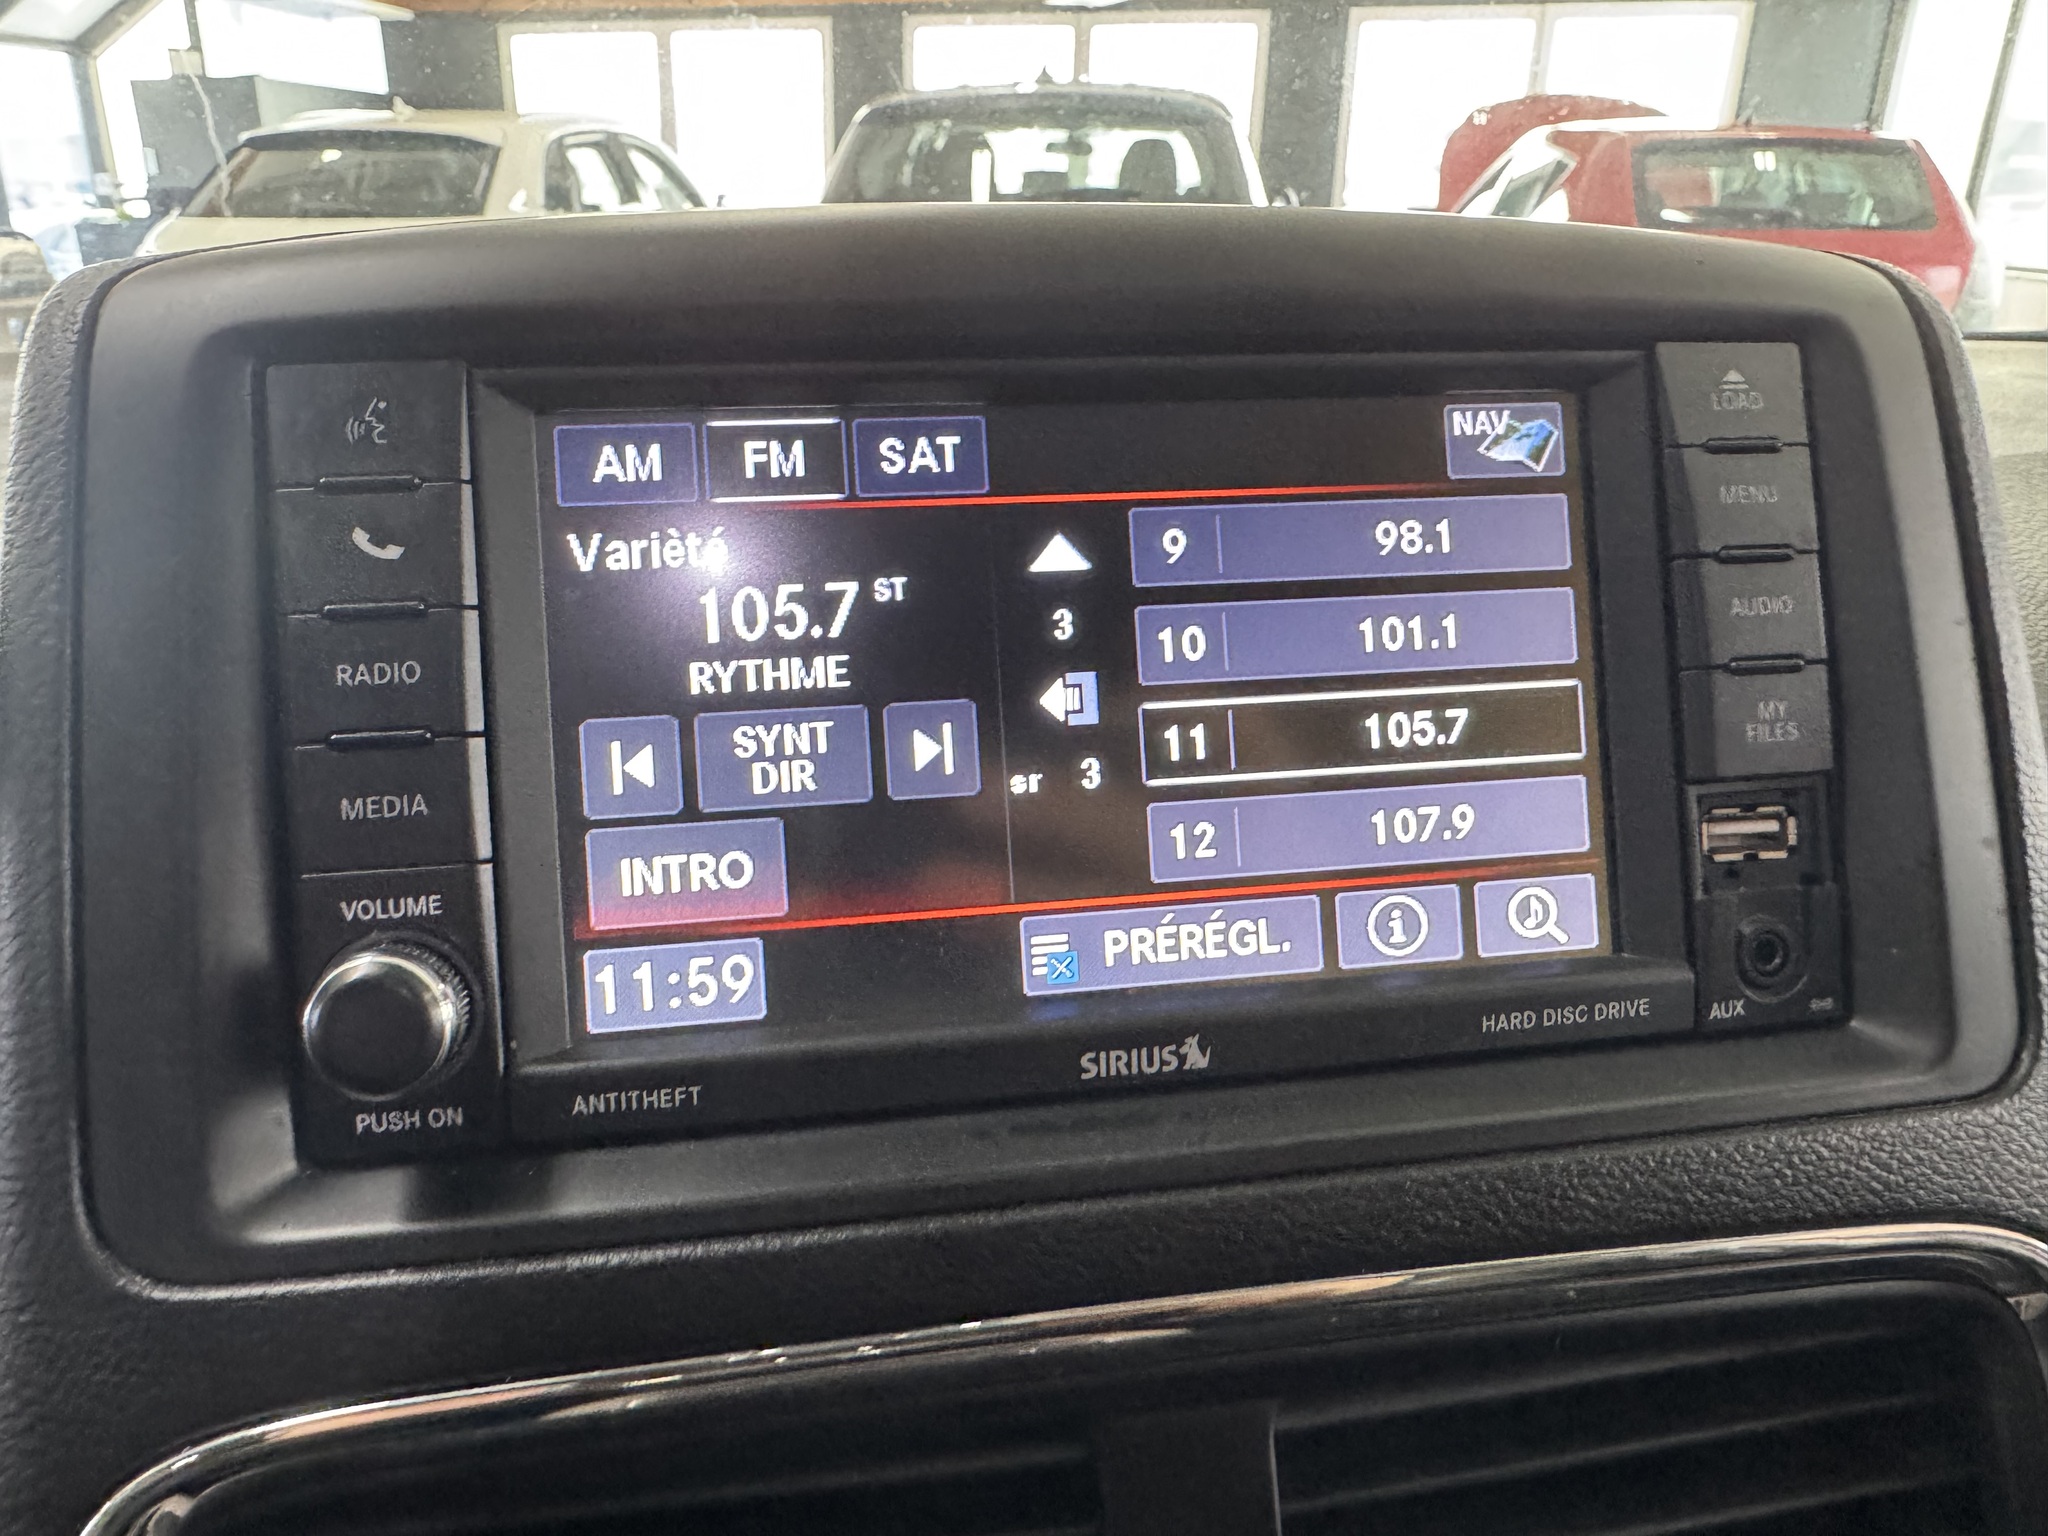 AM FM SAT NAV
Variètè
105.7 ST
RYTHME
SYNT
DIR
INTRO
11:59
3
sr 3
9 98.1
10 101.1
11 105.7
12 107.9
PRÉRÉGL.
i
RADIO
MEDIA
VOLUME
PUSH ON
ANTITHEFT
SIRIUS
HARD DISC DRIVE
LOAD
MENU
AUDIO
MY
FILES
AUX